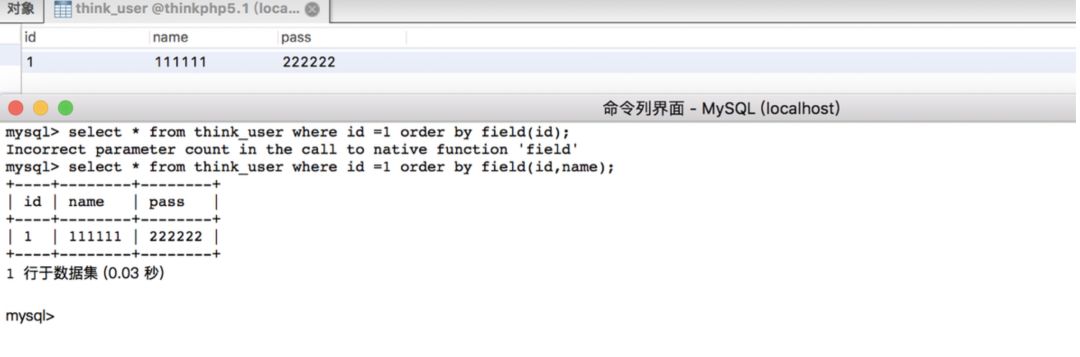 对象 think_user @thinkphp5.1 (loca...
id name pass
1 111111 222222
命令列界面 - MySQL (localhost)
mysql> select * from think_user where id =1 order by field(id);
Incorrect parameter count in the call to native function 'field'
mysql> select * from think_user where id =1 order by field(id,name);
+----+--------+--------+
| id | name   | pass   |
+----+--------+--------+
| 1  | 111111 | 222222 |
+----+--------+--------+
1 行于数据集 (0.03 秒)
mysql>